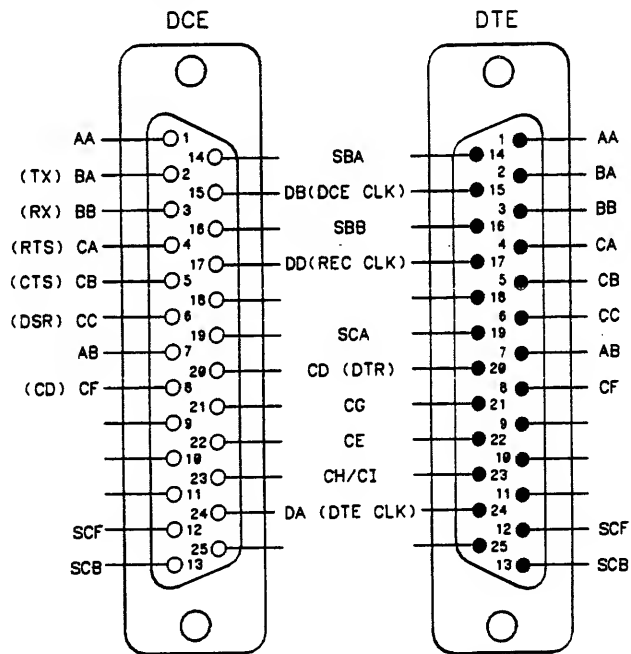 DCE DTE
AA 1 1 AA
14 SBA 14
(TX) BA 2 2 BA
15 DB(DCE CLK) 15
(RX) BB 3 3 BB
16 SBB 16
(RTS) CA 4 4 CA
17 DD(REC CLK) 17
(CTS) CB 5 5 CB
18 18
(DSR) CC 6 6 CC
19 SCA 19
AB 7 7 AB
20 CD (DTR) 20
(CD) CF 8 8 CF
21 CG 21
9 9
22 CE 22
10 10
23 CH/CI 23
11 11
24 DA (DTE CLK) 24
SCF 12 12 SCF
25 25
SCB 13 13 SCB